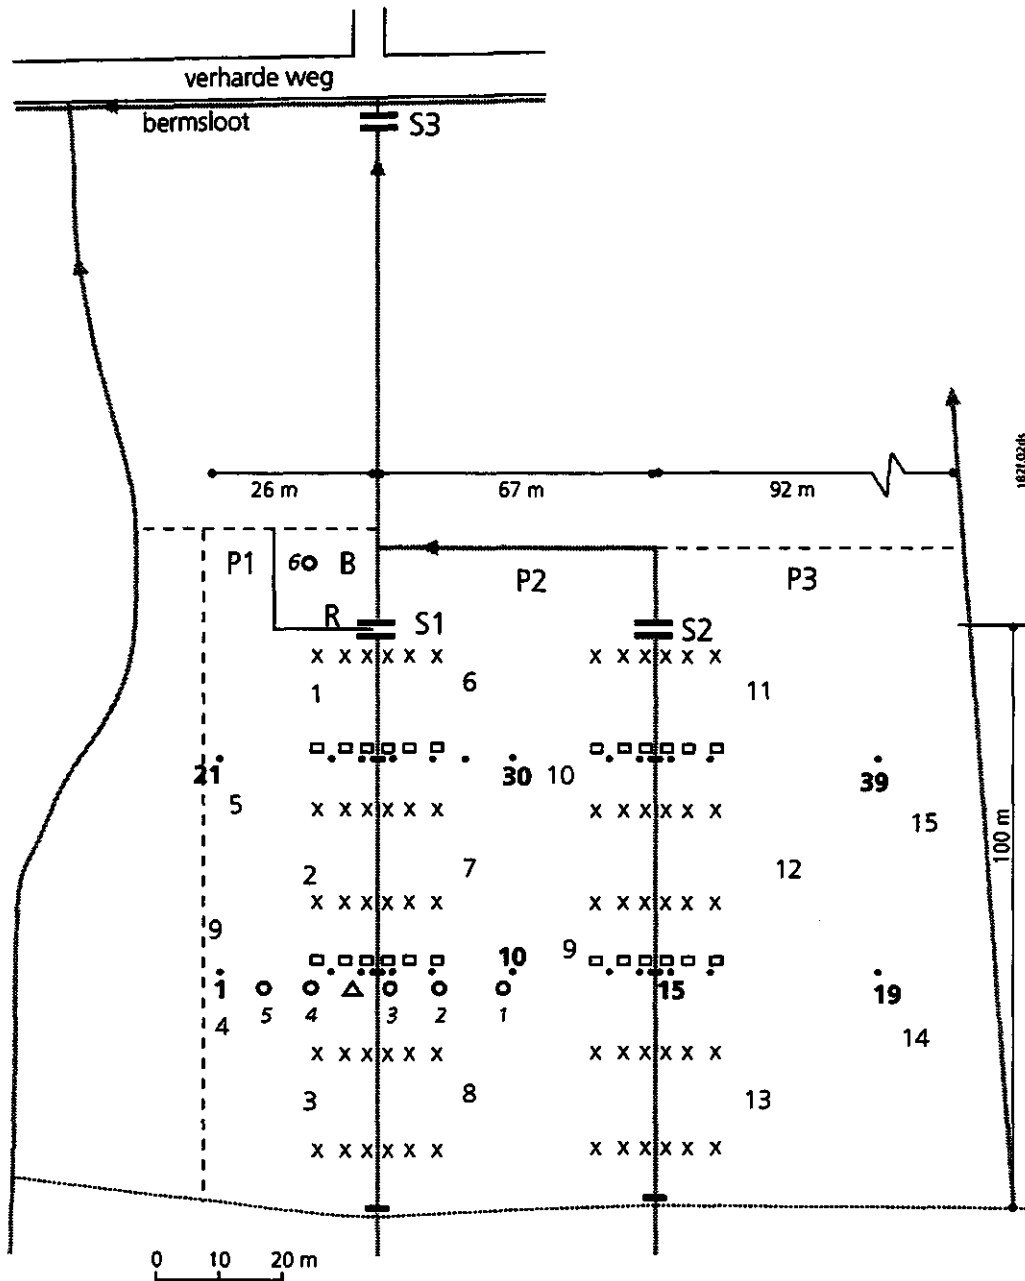 verharde weg
bermsloot
S3
26 m
67 m
92 m
182f.02ds
P1
6
B
P2
P3
R
S1
S2
x x x x x x
x x x x x x
1
6
11
21
30
10
39
5
x x x x x x
x x x x x x
15
100 m
2
7
12
x x x x x x
x x x x x x
9
10
9
1
15
19
4
5
4
3
2
1
14
x x x x x x
x x x x x x
3
8
13
x x x x x x
x x x x x x
0
10
20 m